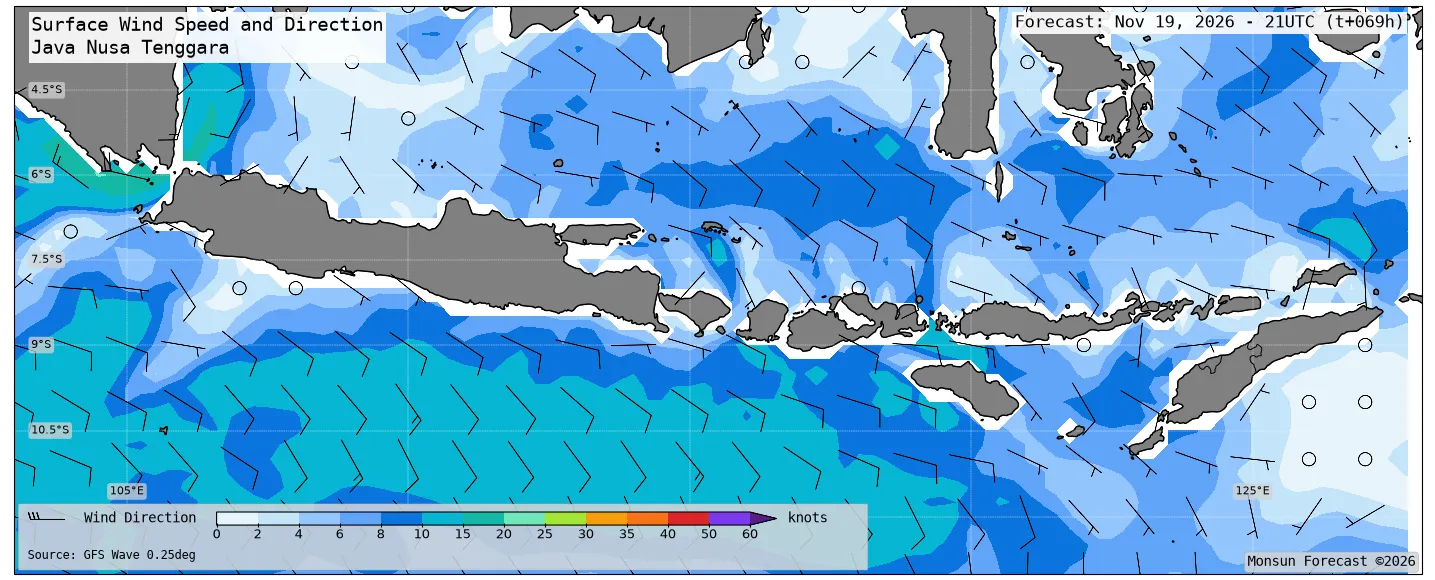 Surface Wind Speed and Direction
Java Nusa Tenggara
Forecast: Nov 19, 2026 - 21UTC (t+069h)
4.5°S
6°S
7.5°S
9°S
10.5°S
105°E
125°E
Wind Direction
0 2 4 6 8 10 15 20 25 30 35 40 50 60
knots
Source: GFS Wave 0.25deg
Monsun Forecast ©2026